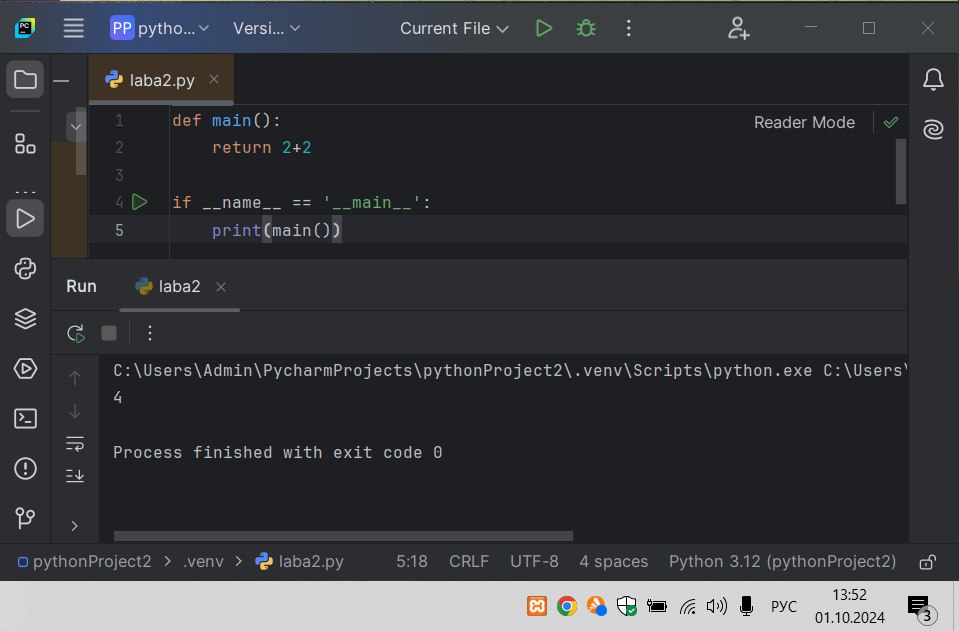 PC PP pytho... Versi... Current File
laba2.py
1 def main():
Reader Mode
2 return 2+2
3
4 if __name__ == '__main__':
5 print(main())
Run laba2
C:\Users\Admin\PycharmProjects\pythonProject2\.venv\Scripts\python.exe C:\Users\
4
Process finished with exit code 0
pythonProject2 > .venv > laba2.py 5:18 CRLF UTF-8 4 spaces Python 3.12 (pythonProject2)
РУС
13:52
01.10.2024
3